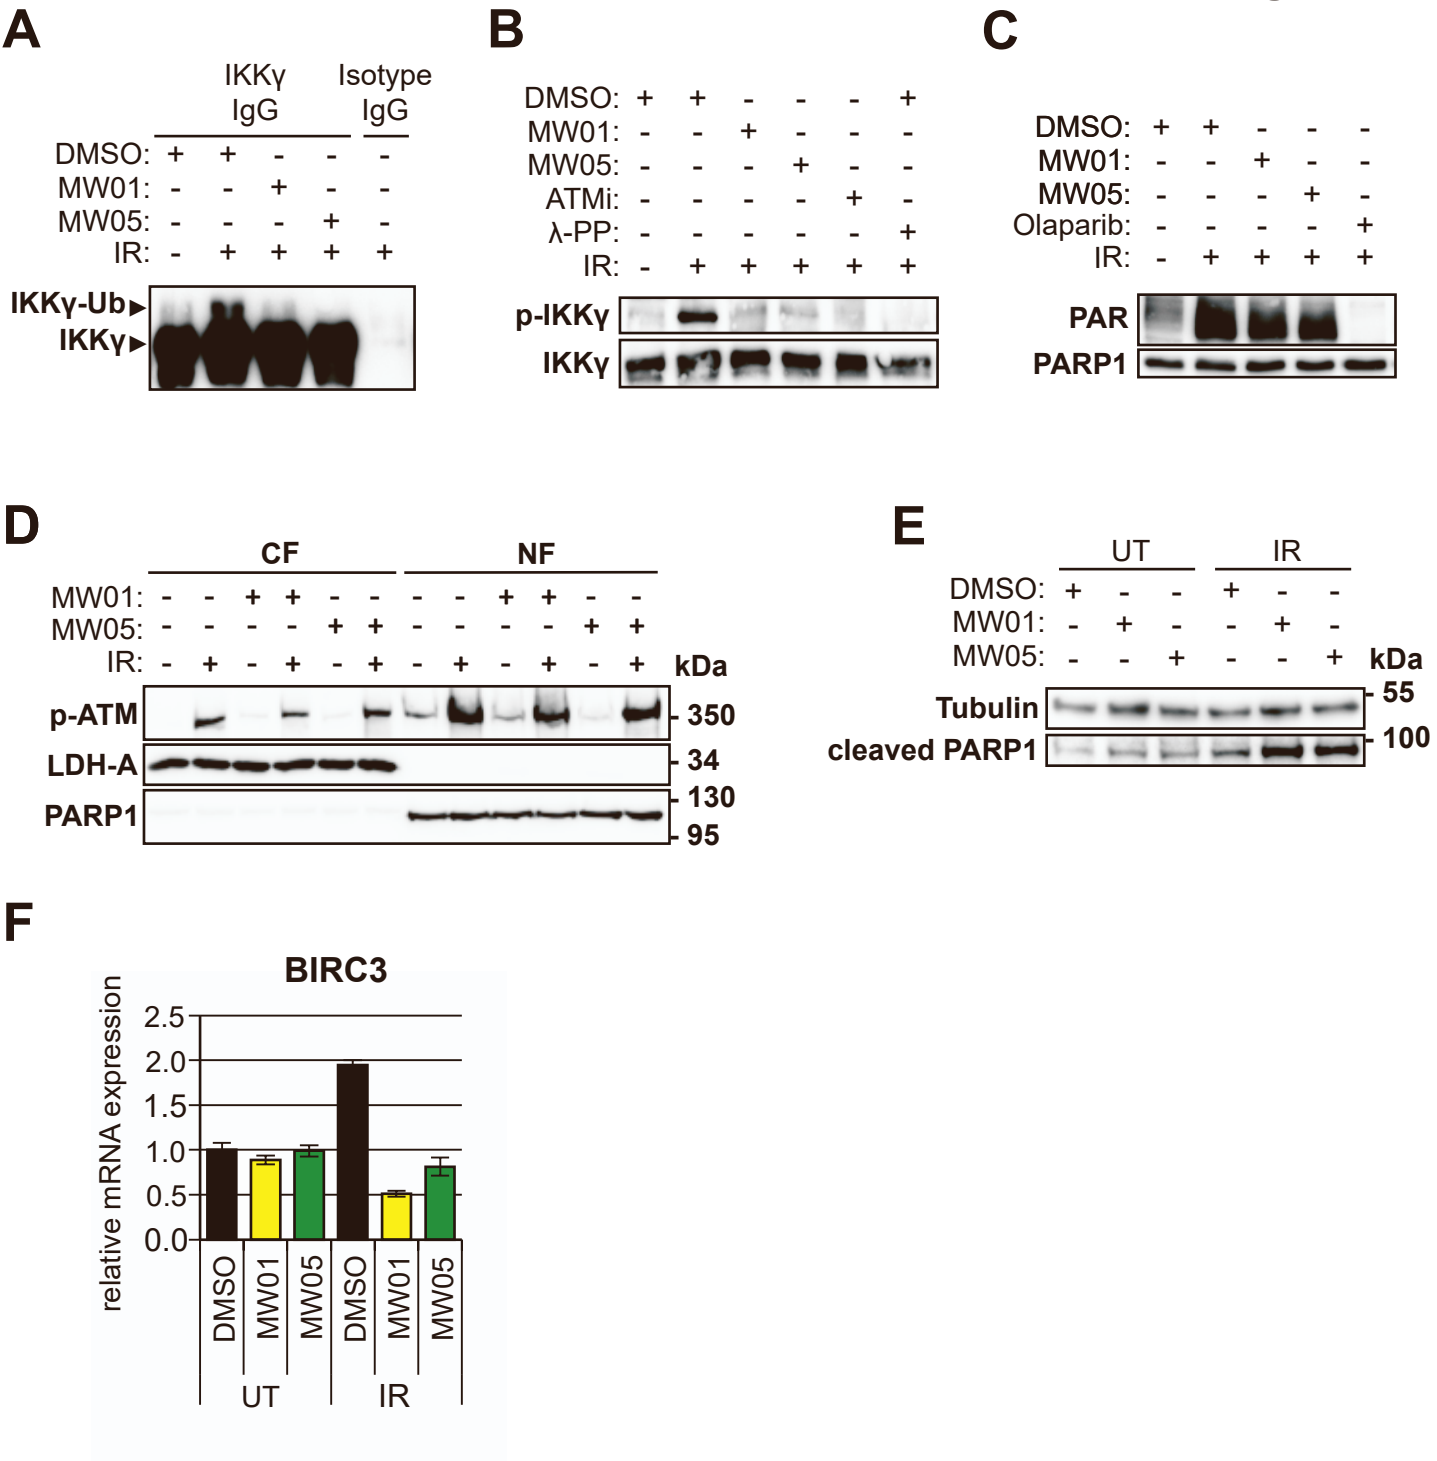 A
IKKγ Isotype
IgG IgG
DMSO: + + - - -
MW01: - - + - -
MW05: - - - + -
IR: - + + + +
IKKγ-Ub
IKKγ
B
DMSO: + + - - - +
MW01: - - + - - -
MW05: - - - + - -
ATMi: - - - - + -
λ-PP: - - - - - +
IR: - + + + + +
p-IKKγ
IKKγ
C
DMSO: + + - - -
MW01: - - + - -
MW05: - - - + -
Olaparib: - - - - +
IR: - + + + +
PAR
PARP1
D
CF NF
MW01: - - + + - - - - + + - -
MW05: - - - - + + - - - - + +
IR: - + - + - + - + - + - + kDa
p-ATM - 350
LDH-A - 34
PARP1 - 130
- 95
E
UT IR
DMSO: + - - + - -
MW01: - + - - + -
MW05: - - + - - + kDa
Tubulin - 55
cleaved PARP1 - 100
F
BIRC3
relative mRNA expression
2.5
2.0
1.5
1.0
0.5
0.0
DMSO MW01 MW05 DMSO MW01 MW05
UT IR